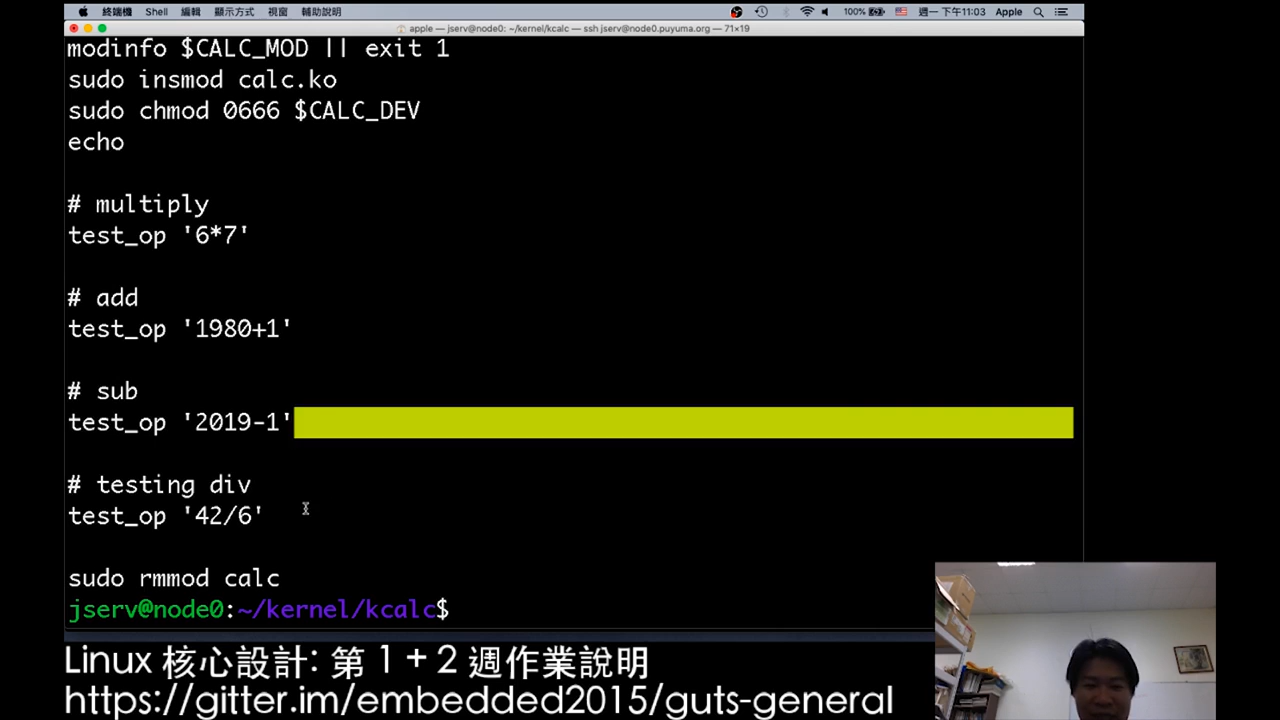 終端機 Shell 編輯 顯示方式 視窗 輔助說明 100% 週一 下午11:03 Apple
apple — jserv@node0: ~/kernel/kcalc — ssh jserv@node0.puyuma.org — 71×19
modinfo $CALC_MOD || exit 1
sudo insmod calc.ko
sudo chmod 0666 $CALC_DEV
echo
# multiply
test_op '6*7'
# add
test_op '1980+1'
# sub
test_op '2019-1'
# testing div
test_op '42/6'
sudo rmmod calc
jserv@node0:~/kernel/kcalc$
Linux 核心設計: 第 1 + 2 週作業說明
https://gitter.im/embedded2015/guts-general